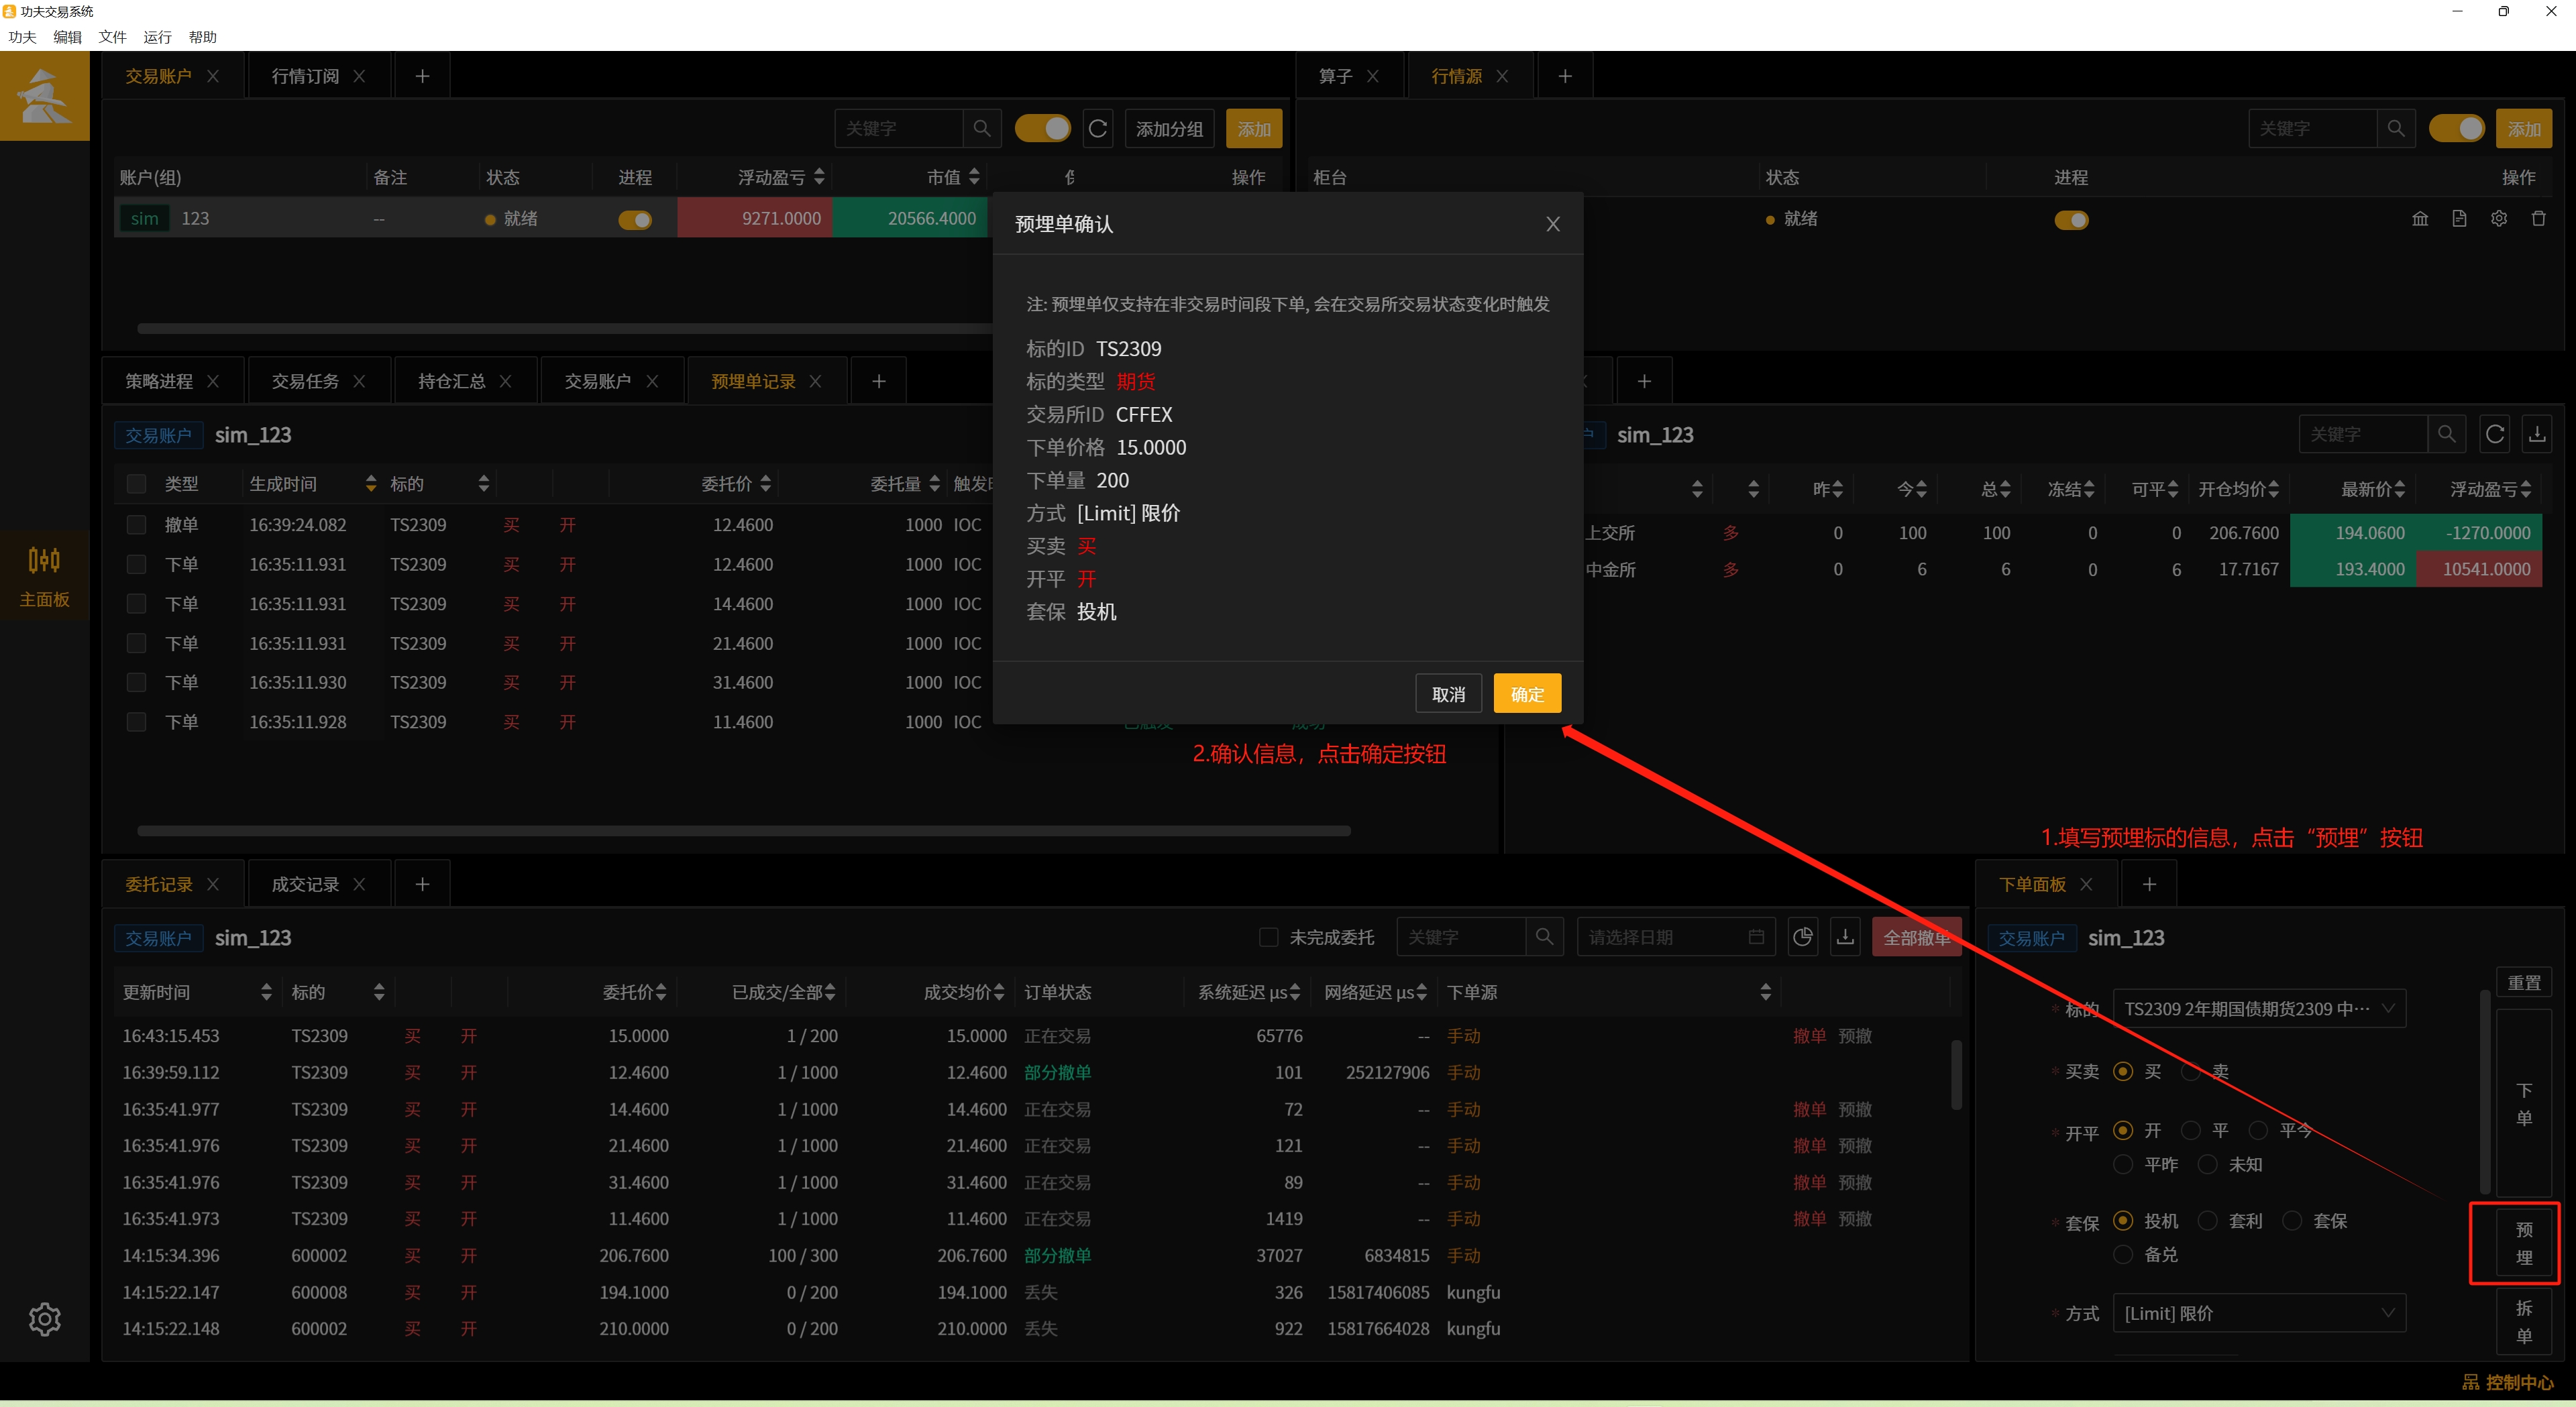 功夫交易系统
功夫 编辑 文件 运行 帮助
交易账户 行情订阅
算子 行情源
关键字 添加分组 添加
关键字 添加
账户(组) 备注 状态 进程 浮动盈亏 市值 操作
柜台 状态 进程 操作
sim 123 -- 就绪 9271.0000 20566.4000
就绪
预埋单确认
注: 预埋单仅支持在非交易时间段下单, 会在交易所交易状态变化时触发
标的ID TS2309
标的类型 期货
交易所ID CFFEX
下单价格 15.0000
下单量 200
方式 [Limit] 限价
买卖 买
开平 开
套保 投机
取消 确定
策略进程 交易任务 持仓汇总 交易账户 预埋单记录
交易账户 sim_123
类型 生成时间 标的 委托价 委托量
撤单 16:39:24.082 TS2309 买 开 12.4600 1000 IOC
下单 16:35:11.931 TS2309 买 开 12.4600 1000 IOC
下单 16:35:11.931 TS2309 买 开 14.4600 1000 IOC
下单 16:35:11.931 TS2309 买 开 21.4600 1000 IOC
下单 16:35:11.930 TS2309 买 开 31.4600 1000 IOC
下单 16:35:11.928 TS2309 买 开 11.4600 1000 IOC
sim_123
关键字
昨 今 总 冻结 可平 开仓均价 最新价 浮动盈亏
上交所 多 0 100 100 0 0 206.7600 194.0600 -1270.0000
中金所 多 0 6 6 0 6 17.7167 193.4000 10541.0000
2.确认信息，点击确定按钮
1.填写预埋标的信息，点击“预埋”按钮
主面板
委托记录 成交记录
交易账户 sim_123
未完成委托 关键字 请选择日期 全部撤单
更新时间 标的 委托价 已成交/全部 成交均价 订单状态 系统延迟 μs 网络延迟 μs 下单源
16:43:15.453 TS2309 买 开 15.0000 1 / 200 15.0000 正在交易 65776 -- 手动 撤单 预撤
16:39:59.112 TS2309 买 开 12.4600 1 / 1000 12.4600 部分撤单 101 252127906 手动
16:35:41.977 TS2309 买 开 14.4600 1 / 1000 14.4600 正在交易 72 -- 手动 撤单 预撤
16:35:41.976 TS2309 买 开 21.4600 1 / 1000 21.4600 正在交易 121 -- 手动 撤单 预撤
16:35:41.976 TS2309 买 开 31.4600 1 / 1000 31.4600 正在交易 89 -- 手动 撤单 预撤
16:35:41.973 TS2309 买 开 11.4600 1 / 1000 11.4600 正在交易 1419 -- 手动 撤单 预撤
14:15:34.396 600002 买 开 206.7600 100 / 300 206.7600 部分撤单 37027 6834815 手动
14:15:22.147 600008 买 开 194.1000 0 / 200 194.1000 丢失 326 15817406085 kungfu
14:15:22.148 600002 买 开 210.0000 0 / 200 210.0000 丢失 922 15817664028 kungfu
下单面板
交易账户 sim_123
重置
* 标的 TS2309 2年期国债期货2309 中···
* 买卖 买 卖
下单
* 开平 开 平 平今
平昨 未知
* 套保 投机 套利 套保
备兑
预埋
* 方式 [Limit] 限价
拆单
控制中心